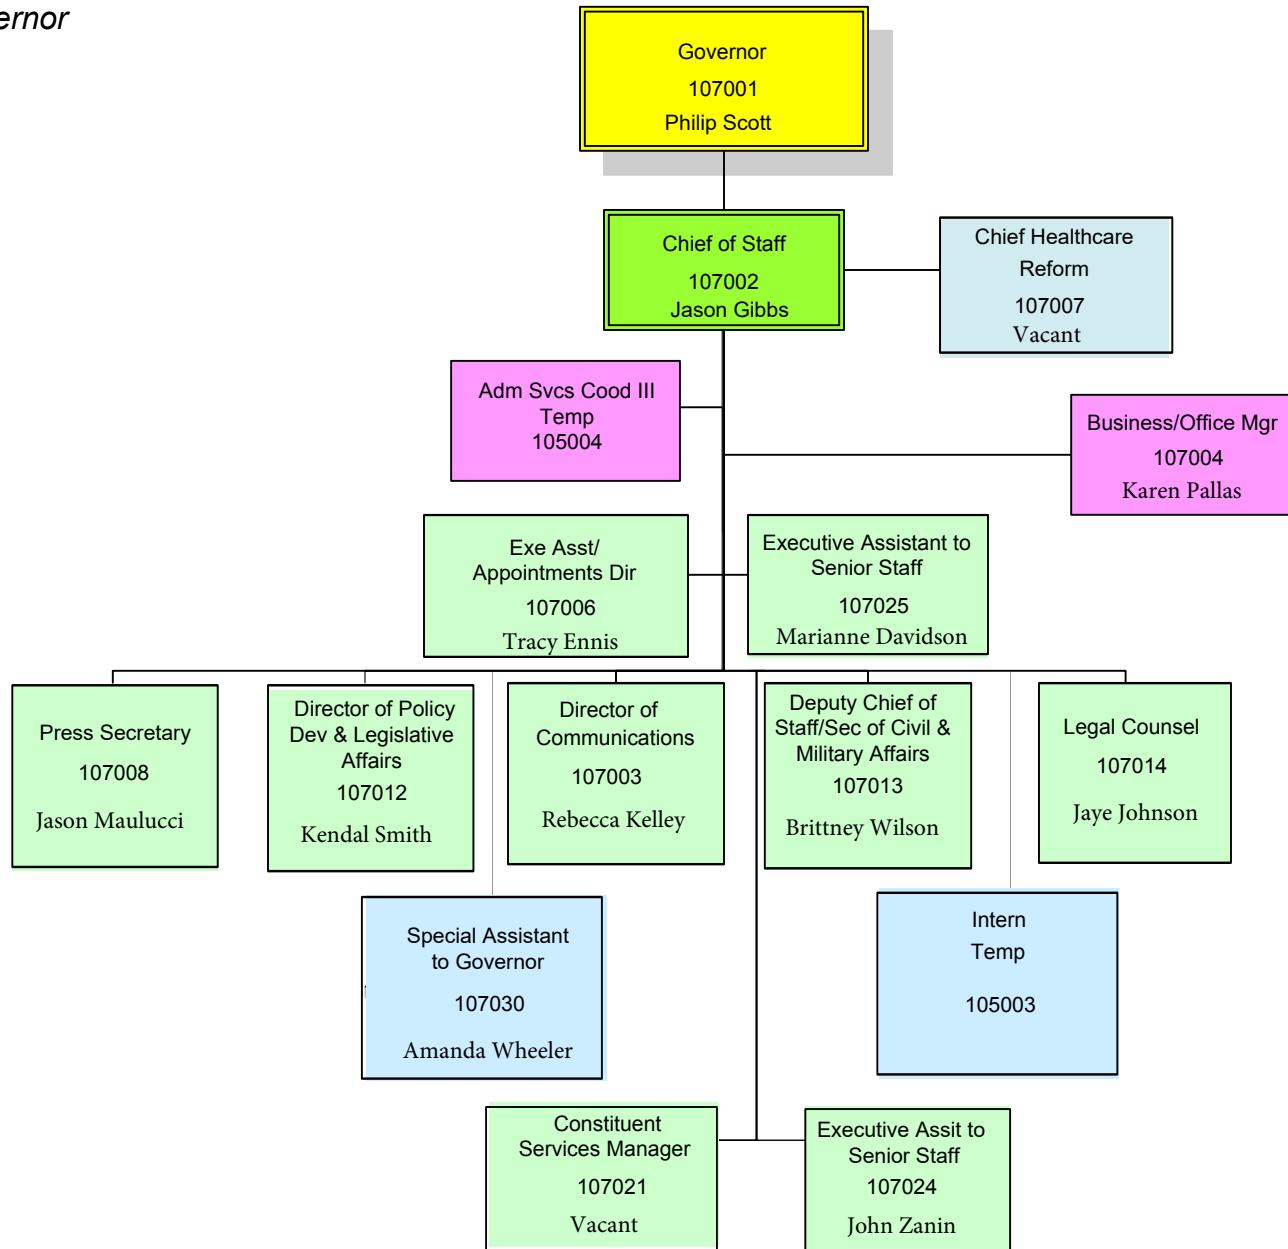 ernor
Governor
107001
Philip Scott
Chief of Staff
107002
Jason Gibbs
Chief Healthcare
Reform
107007
Vacant
Adm Svcs Cood III
Temp
105004
Business/Office Mgr
107004
Karen Pallas
Exe Asst/
Appointments Dir
107006
Tracy Ennis
Executive Assistant to
Senior Staff
107025
Marianne Davidson
Press Secretary
107008
Jason Maulucci
Director of Policy
Dev & Legislative
Affairs
107012
Kendal Smith
Director of
Communications
107003
Rebecca Kelley
Deputy Chief of
Staff/Sec of Civil &
Military Affairs
107013
Brittney Wilson
Legal Counsel
107014
Jaye Johnson
Special Assistant
to Governor
107030
Amanda Wheeler
Intern
Temp
105003
Constituent
Services Manager
107021
Vacant
Executive Assit to
Senior Staff
107024
John Zanin